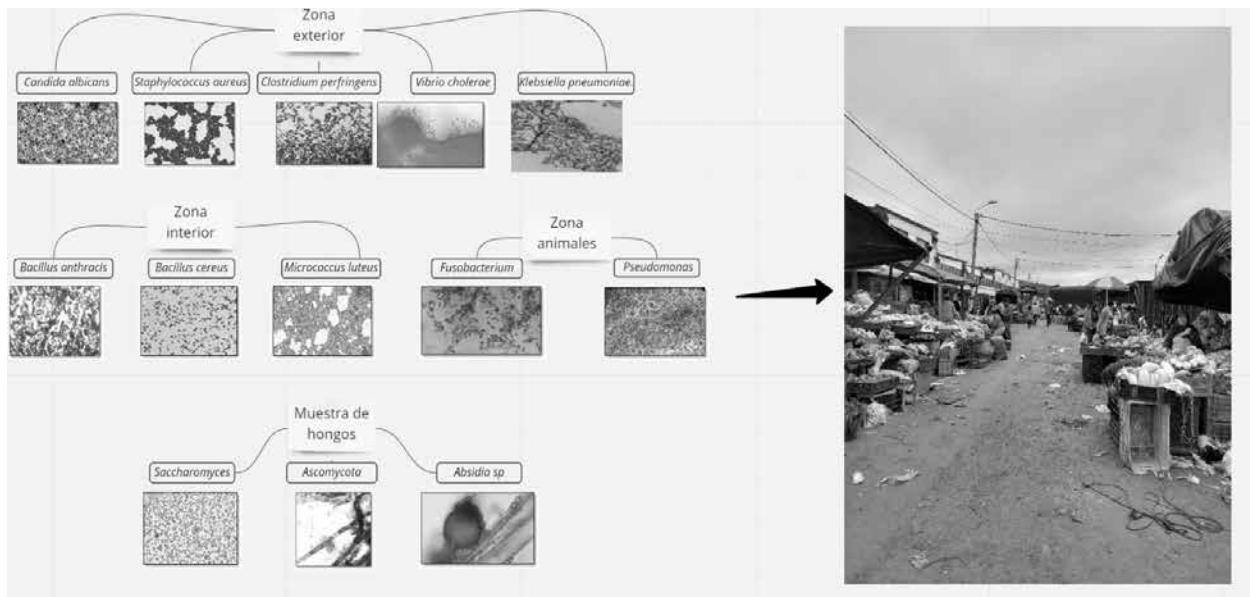 Zona
exterior
Candida albicans
Staphylococcus aureus
Clostridium perfringens
Vibrio cholerae
Klebsiella pneumoniae.
Zona
interior
Bacillus anthracis
Bacillus cereus
Micrococcus luteus
Zona
animales
Fusobacterium
Pseudomonas
Muestra de
hongos
Saccharomyces
Ascomycota
Absidia sp